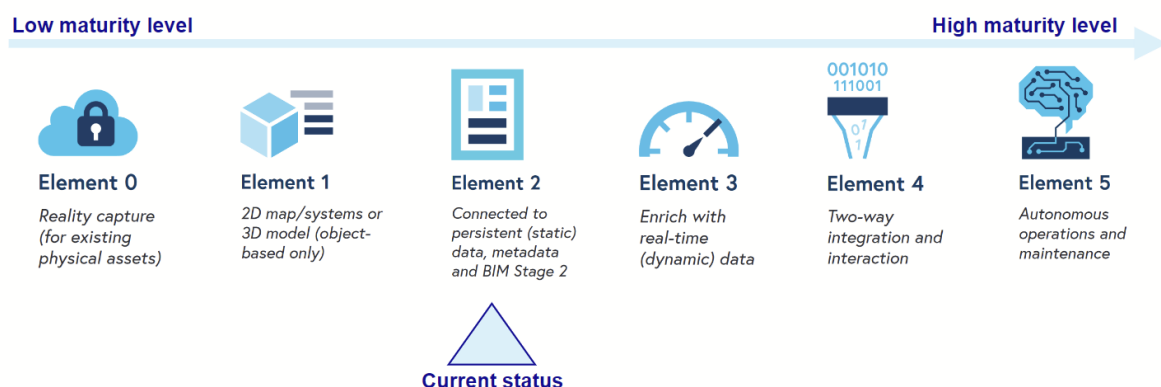 Low maturity level
High maturity level
001010
111001
01
1
Element 0
Reality capture
(for existing
physical assets)
Element 1
2D map/systems or
3D model (object-
based only)
Element 2
Connected to
persistent (static)
data, metadata
and BIM Stage 2
Element 3
Enrich with
real-time
(dynamic) data
Element 4
Two-way
integration and
interaction
Element 5
Autonomous
operations and
maintenance
Current status